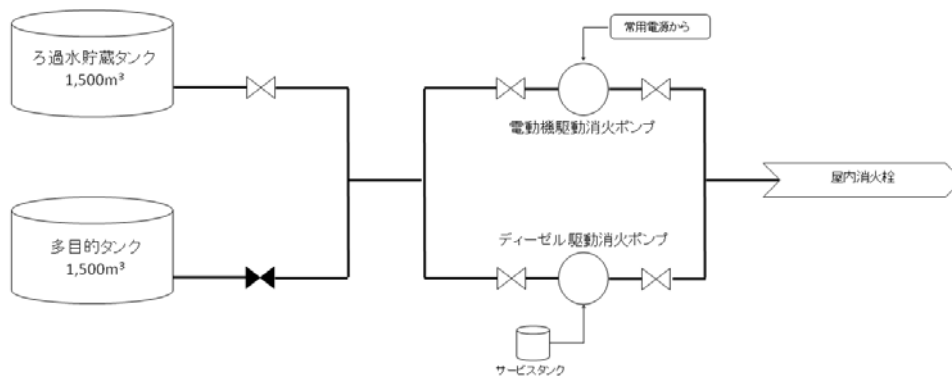 常用電源から
ろ過水貯蔵タンク
1,500m³
電動機駆動消火ポンプ
屋内消火栓
多目的タンク
1,500m³
ディーゼル駆動消火ポンプ
サービスタンク